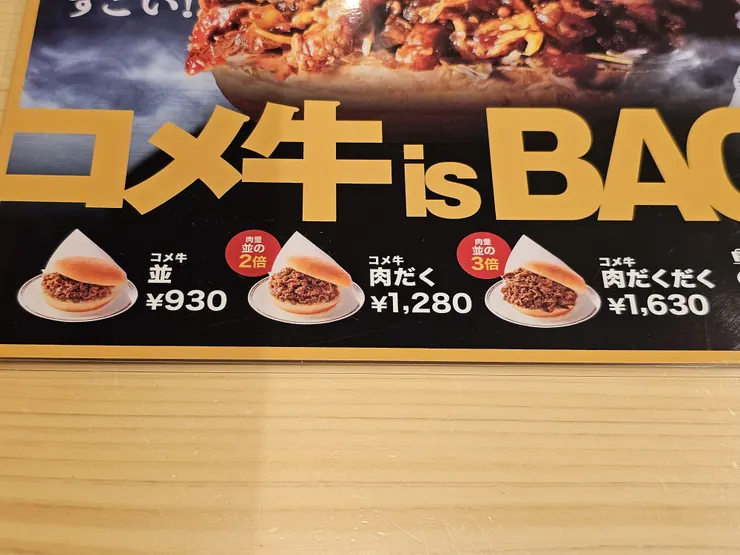 すごい!
コメ牛 is BAC
コメ牛
並
¥930
肉量
並の
2倍
コメ牛
肉だく
¥1,280
肉量
並の
3倍
コメ牛
肉だくだく
¥1,630